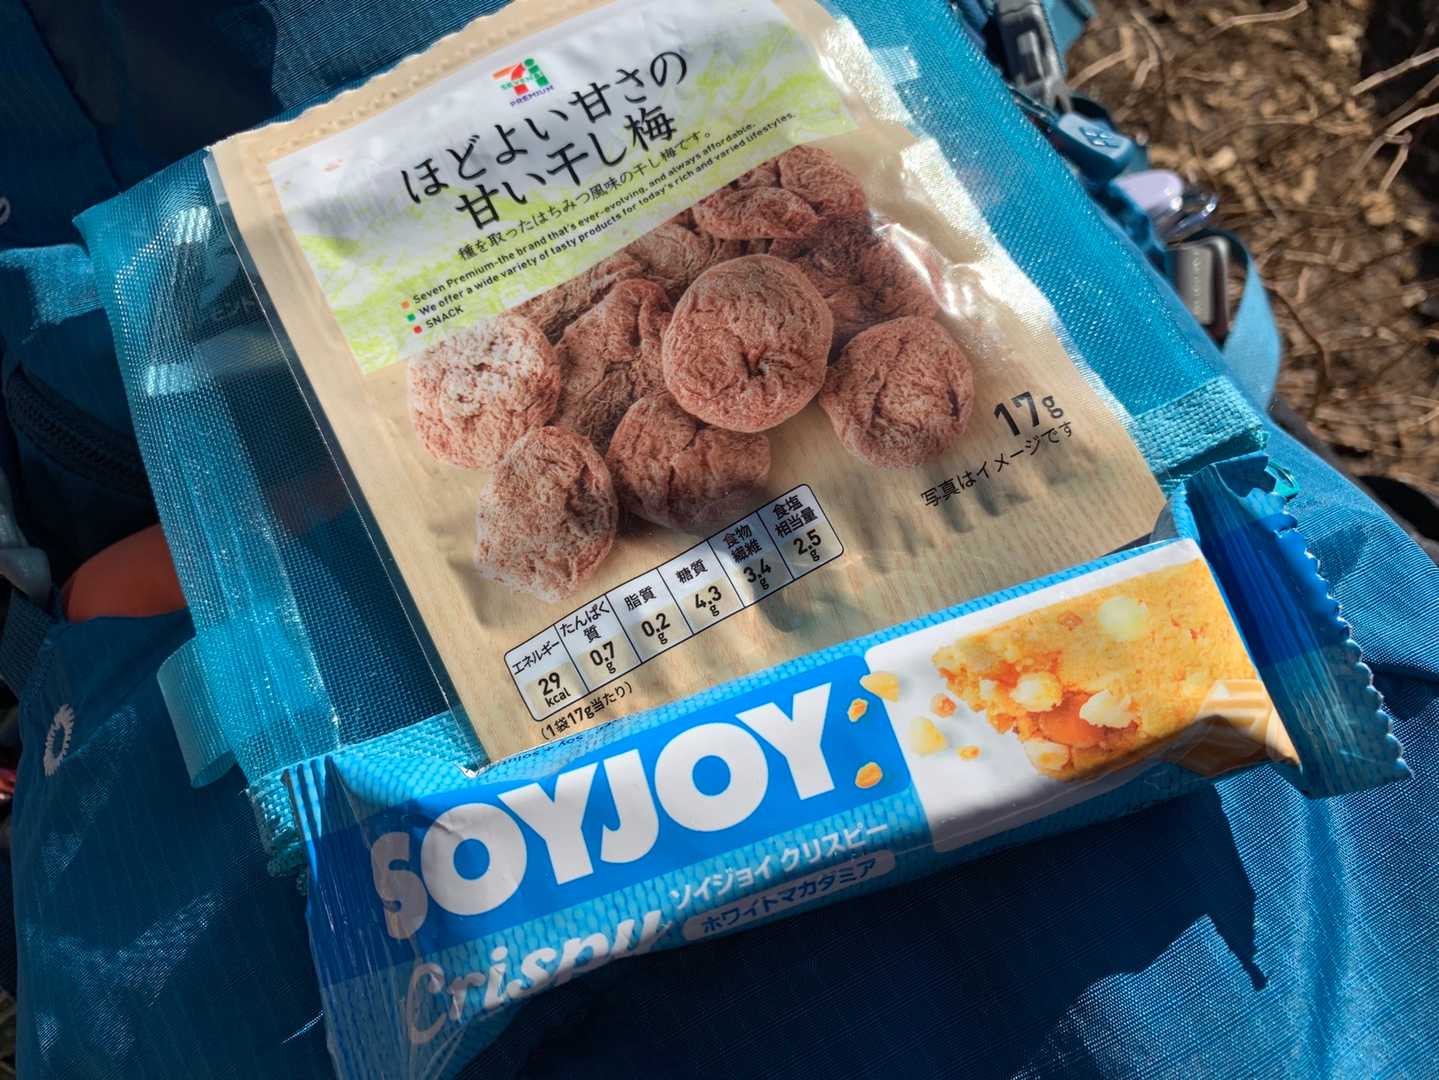 SEVEN & i
PREMIUM
ほどよい甘さの
甘い干し梅
種を取ったはちみつ風味の干し梅です。
Seven Premium-the brand that's ever-evolving, and always affordable.
We offer a wide variety of tasty products for today's rich and varied lifestyles.
SNACK
17g
写真はイメージです
エネルギー
29
kcal
たんぱく
質
0.7
g
脂質
0.2
g
糖質
4.3
g
食物
繊維
3.4
g
食塩
相当量
2.5
g
(1袋17g当たり)
SOYJOY
ソイジョイ クリスピー
Crispy
ホワイトマカダミア